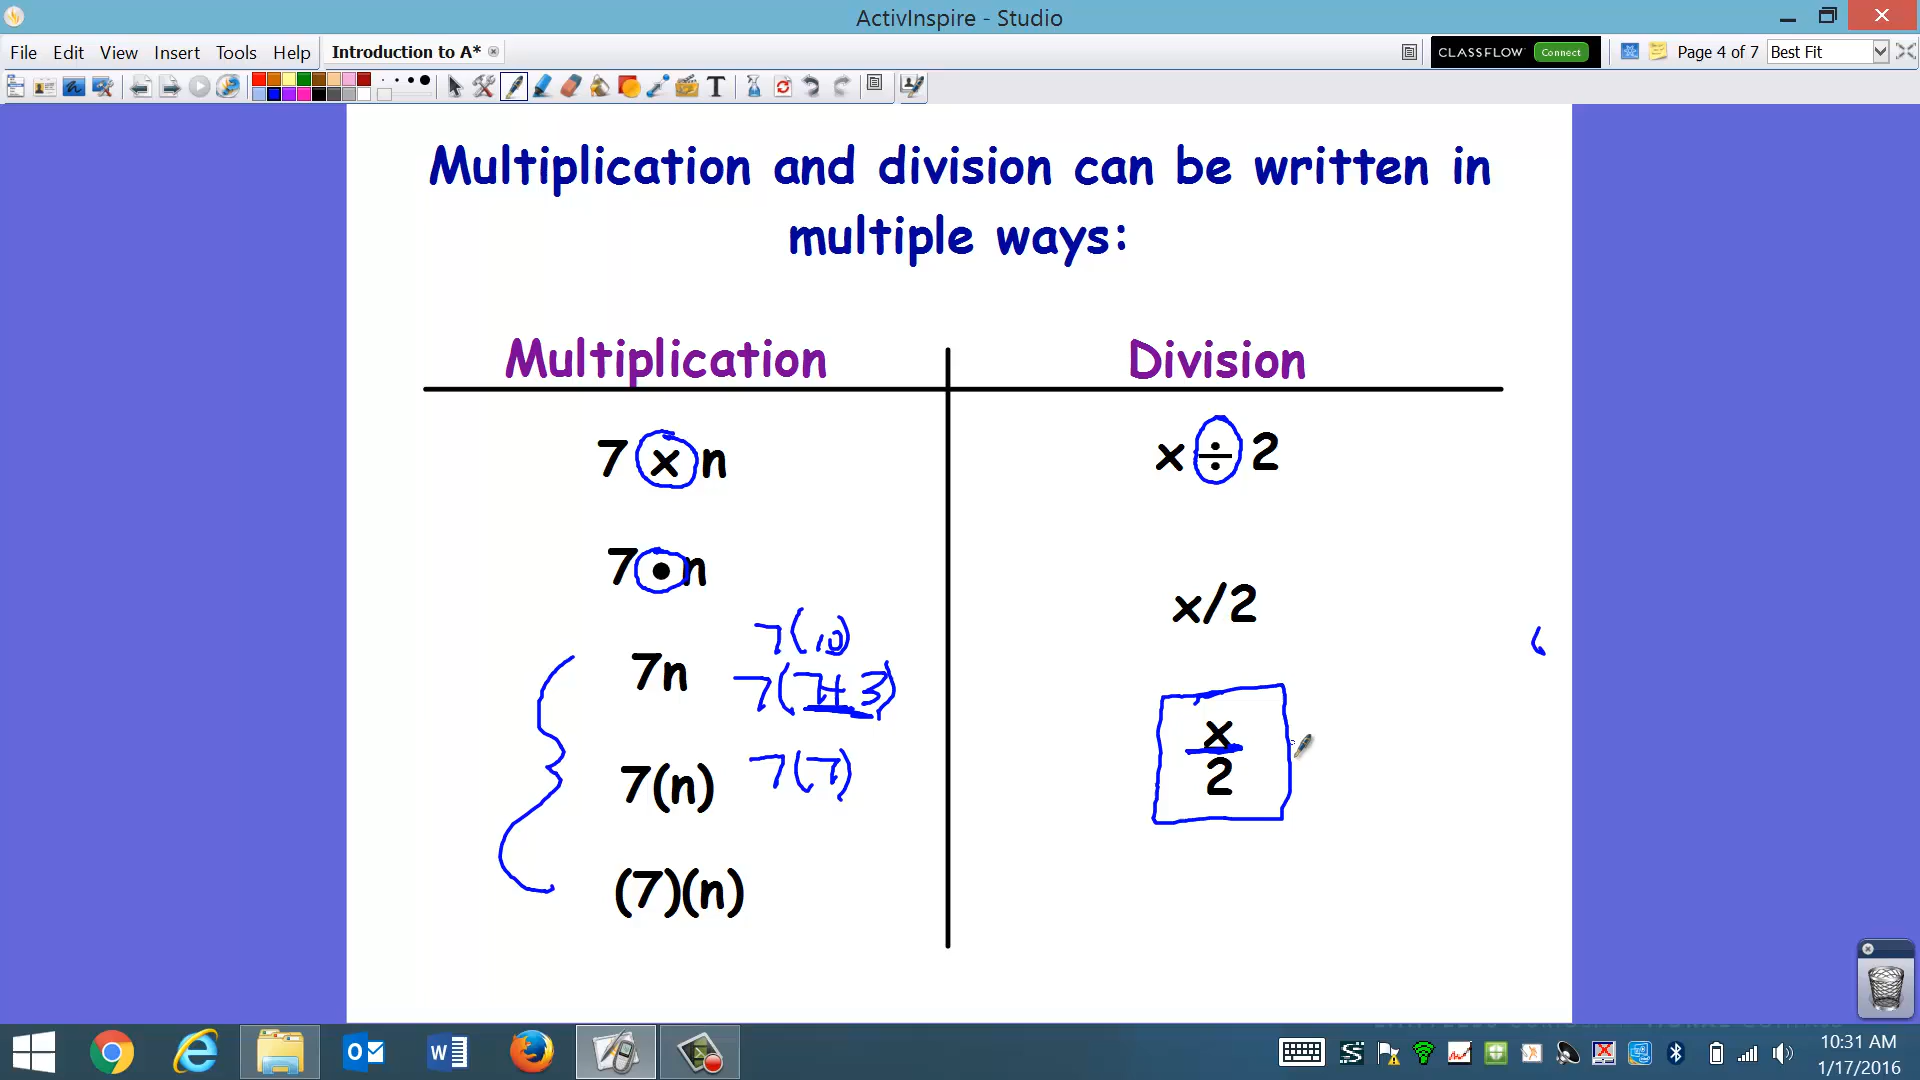 ActivInspire - Studio
File Edit View Insert Tools Help
Introduction to A*
CLASSFLOW Connect
Page 4 of 7
Best Fit
Multiplication and division can be written in
multiple ways:
Multiplication
Division
7 x n
x ÷ 2
7 • n
x/2
7(10)
7n
7(7+3)
x
2
7(n)
7(7)
(7)(n)
10:31 AM
1/17/2016